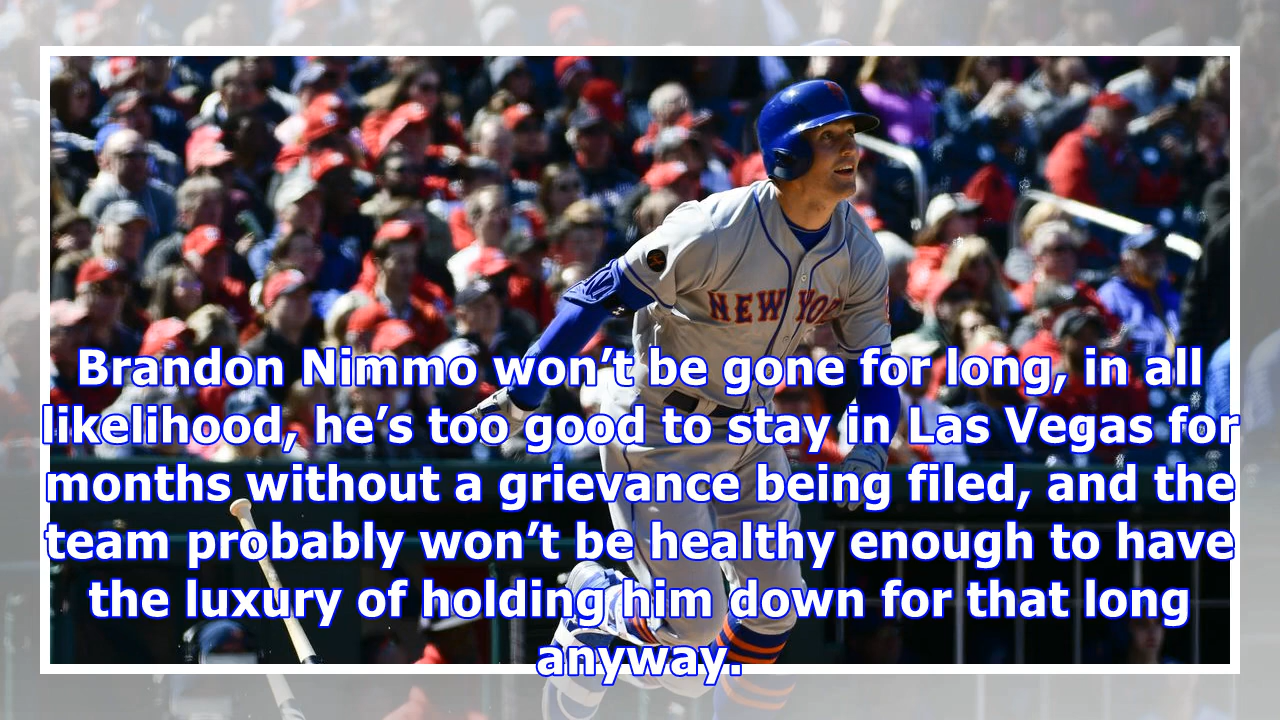 NEW YO
Brandon Nimmo won’t be gone for long, in all
likelihood, he’s too good to stay in Las Vegas for
months without a grievance being filed, and the
team probably won’t be healthy enough to have
the luxury of holding him down for that long
anyway.